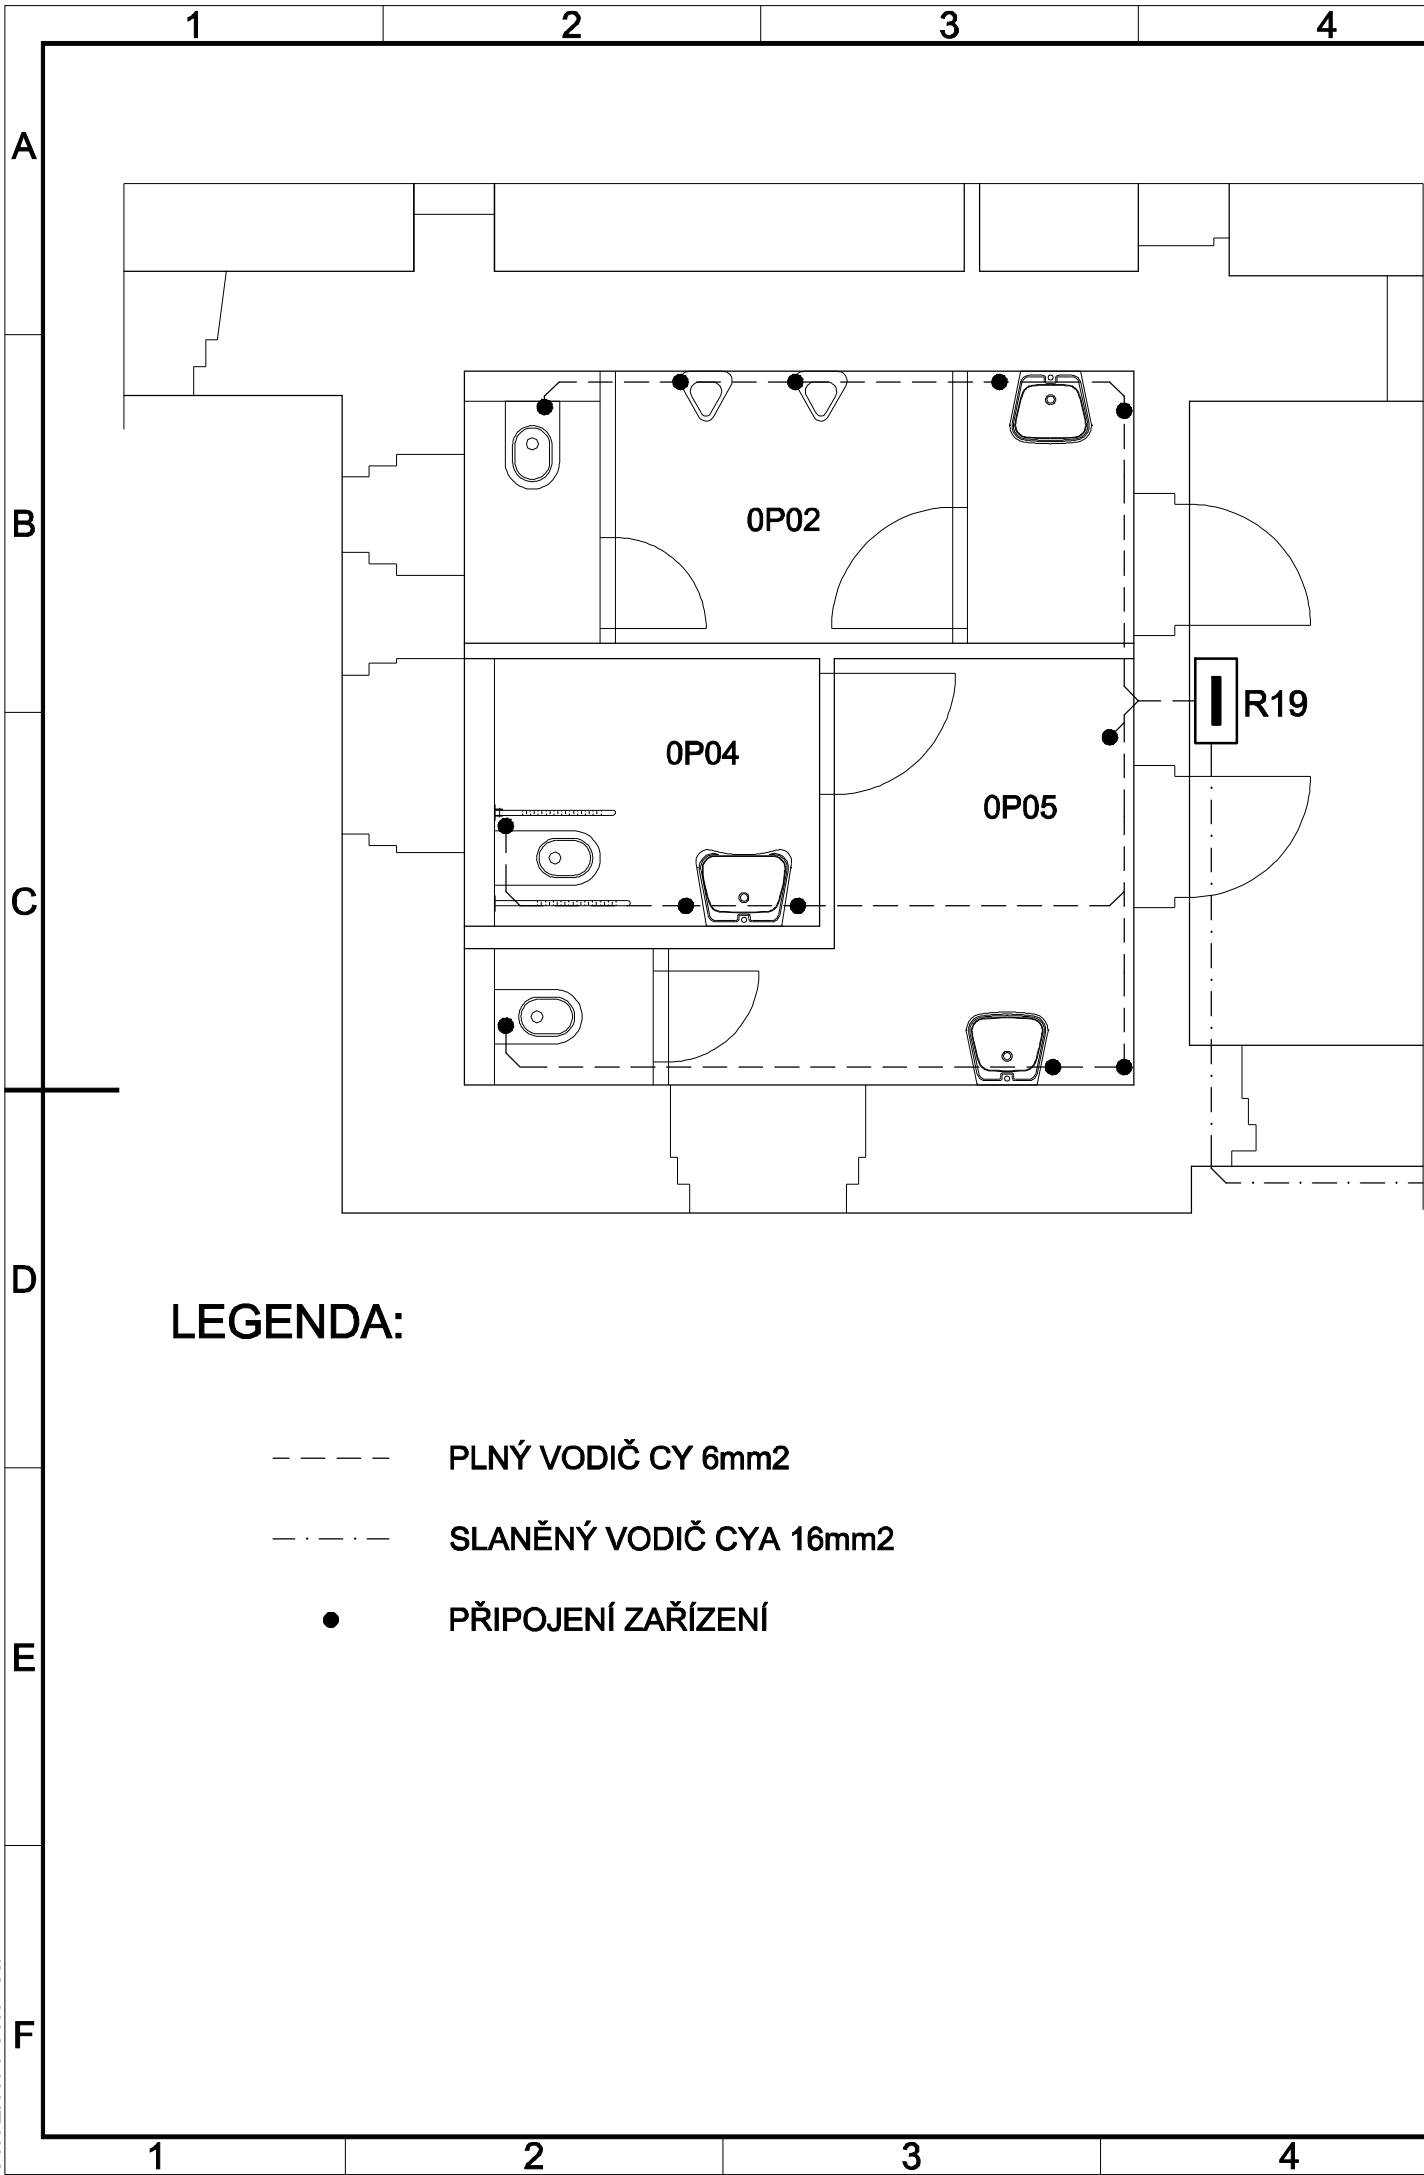 1 2 3 4
A
B
0P02
R19
0P04
0P05
C
D
LEGENDA:
PLNÝ VODIČ CY 6mm2
SLANĚNÝ VODIČ CYA 16mm2
PŘIPOJENÍ ZAŘÍZENÍ
E
F
1 2 3 4